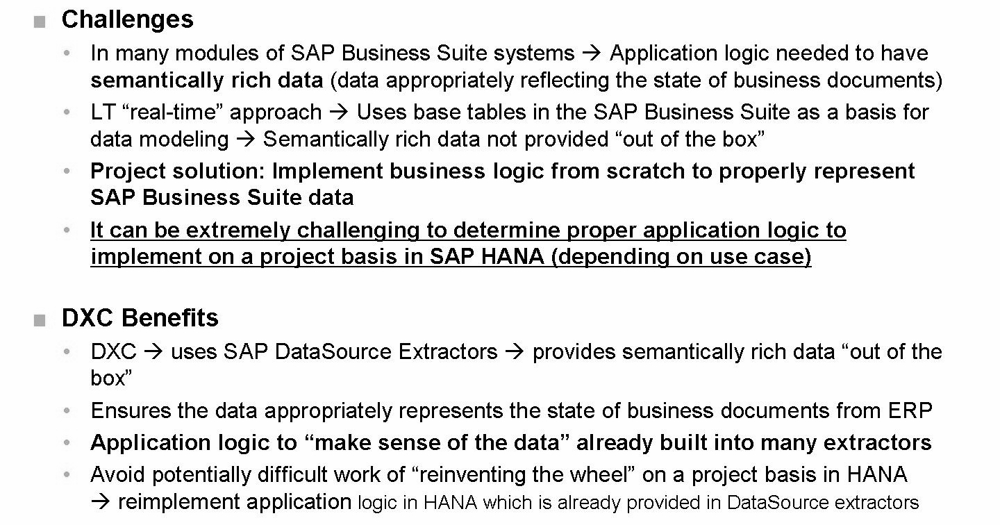 ■ Challenges
• In many modules of SAP Business Suite systems → Application logic needed to have
semantically rich data (data appropriately reflecting the state of business documents)
• LT “real-time” approach → Uses base tables in the SAP Business Suite as a basis for
data modeling → Semantically rich data not provided “out of the box”
• Project solution: Implement business logic from scratch to properly represent
SAP Business Suite data
• It can be extremely challenging to determine proper application logic to
implement on a project basis in SAP HANA (depending on use case)
■ DXC Benefits
• DXC → uses SAP DataSource Extractors → provides semantically rich data “out of the
box”
• Ensures the data appropriately represents the state of business documents from ERP
• Application logic to “make sense of the data” already built into many extractors
• Avoid potentially difficult work of “reinventing the wheel” on a project basis in HANA
→ reimplement application logic in HANA which is already provided in DataSource extractors